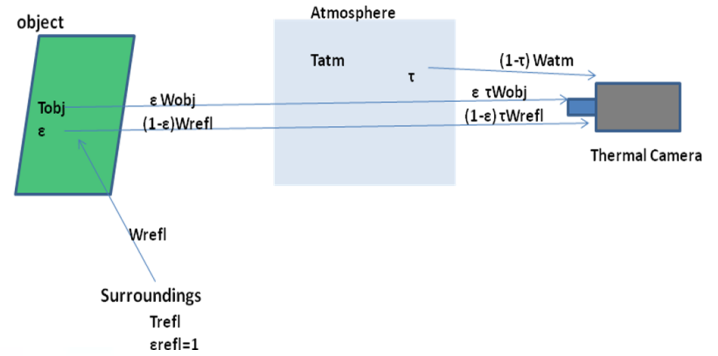 object
Atmosphere
Tatm
τ
(1-τ) Watm
Tobj
ε
ε Wobj
(1-ε)Wrefl
ε τWobj
(1-ε) τWrefl
Thermal Camera
Wrefl
Surroundings
Trefl
εrefl=1